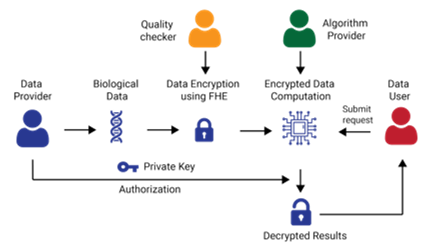 Quality
checker
Algorithm
Provider
Data
Provider
Biological
Data
Data Encryption
using FHE
Encrypted Data
Computation
Data
User
Submit
request
Private Key
Authorization
Decrypted Results